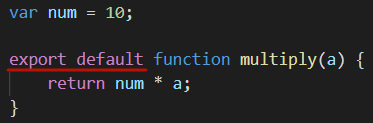 var num = 10;
export default function multiply(a) {
    return num * a;
}